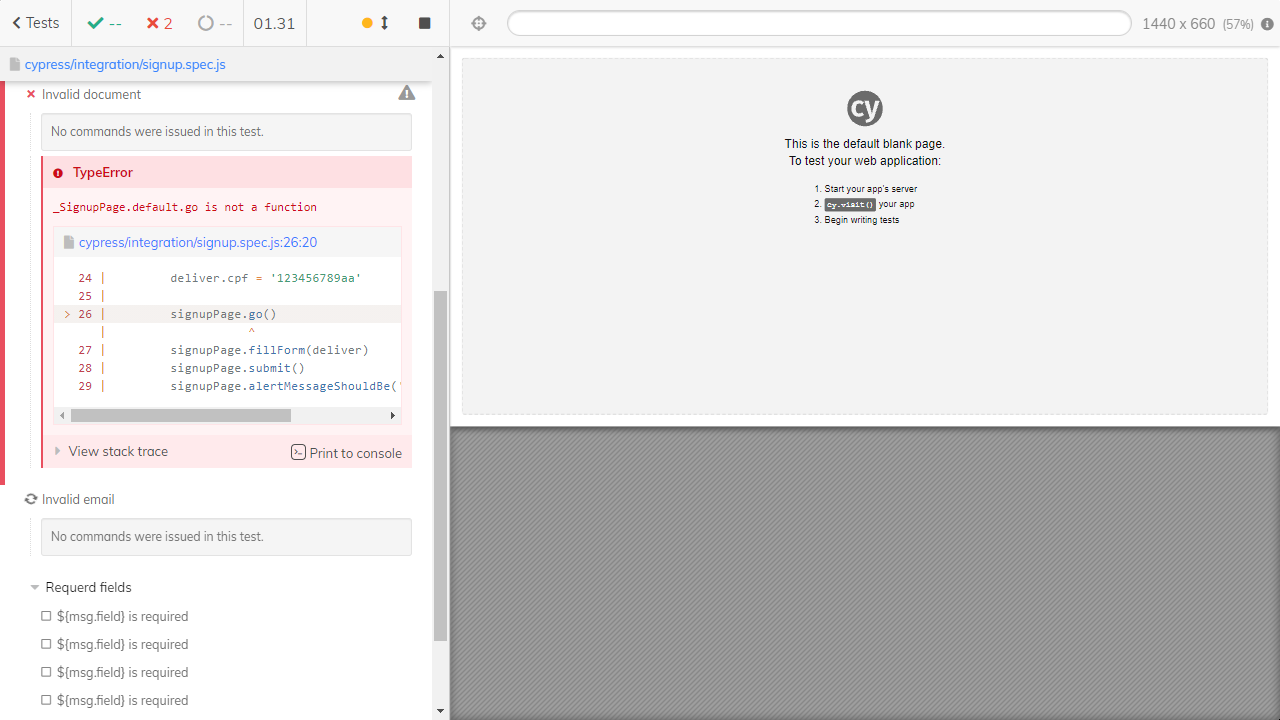 Tests
--
2
--
01.31
1440 x 660 (57%)
cypress/integration/signup.spec.js
Invalid document
No commands were issued in this test.
TypeError
_SignupPage.default.go is not a function
cypress/integration/signup.spec.js:26:20
24 | deliver.cpf = '123456789aa'
25 |
> 26 | signupPage.go()
| ^
27 | signupPage.fillForm(deliver)
28 | signupPage.submit()
29 | signupPage.alertMessageShouldBe('
View stack trace
Print to console
Invalid email
No commands were issued in this test.
Requerd fields
${msg.field} is required
${msg.field} is required
${msg.field} is required
${msg.field} is required
cy
This is the default blank page.
To test your web application:
1. Start your app's server
2. cy.visit() your app
3. Begin writing tests